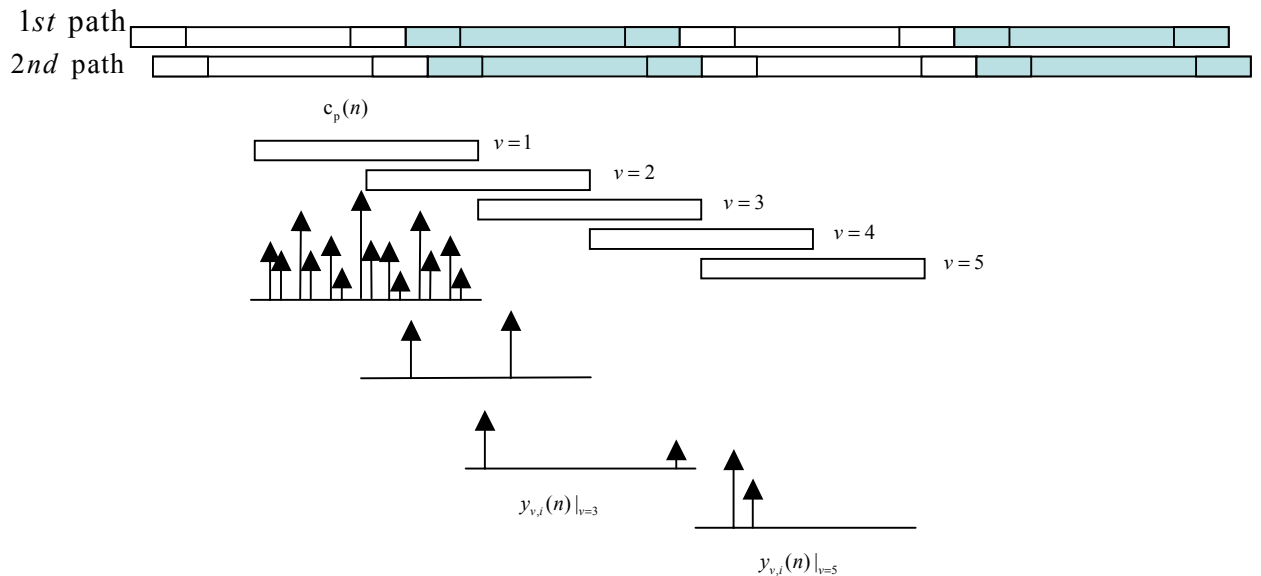 1st path
2nd path
c_p(n)
v = 1
v = 2
v = 3
v = 4
v = 5
y_{v,i}(n)|_{v=3}
y_{v,i}(n)|_{v=5}